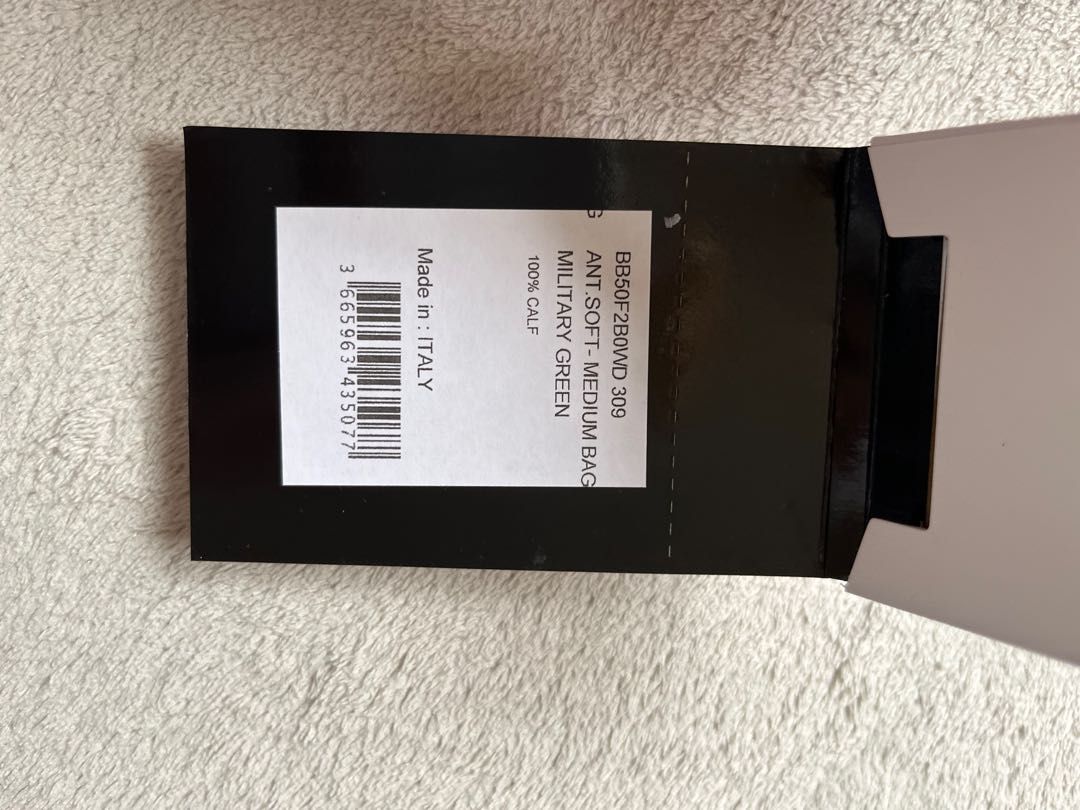 BB50F2B0WD 309
ANT.SOFT- MEDIUM BAG
G
MILITARY GREEN
100% CALF
Made in : ITALY
3 665963 435077